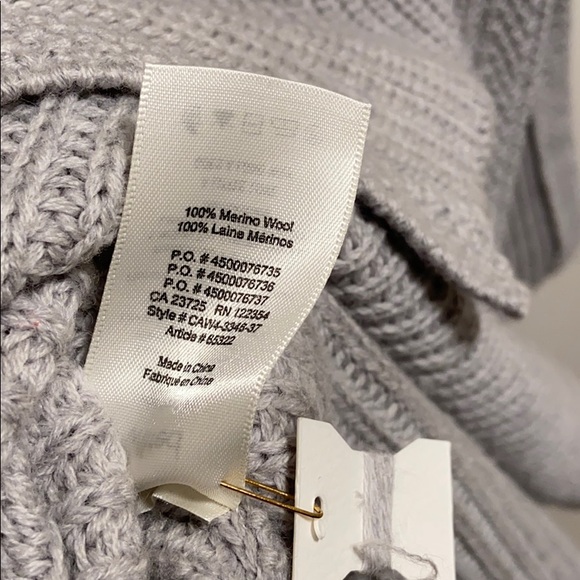 100% Merino Wool
100% Laine Mérinos
P.O. # 4500076735
P.O. # 4500076736
P.O. # 4500076737
CA 23725 RN 122354
Style # CAW4-3348-37
Article # 65322
Made in China
Fabriqué en Chine